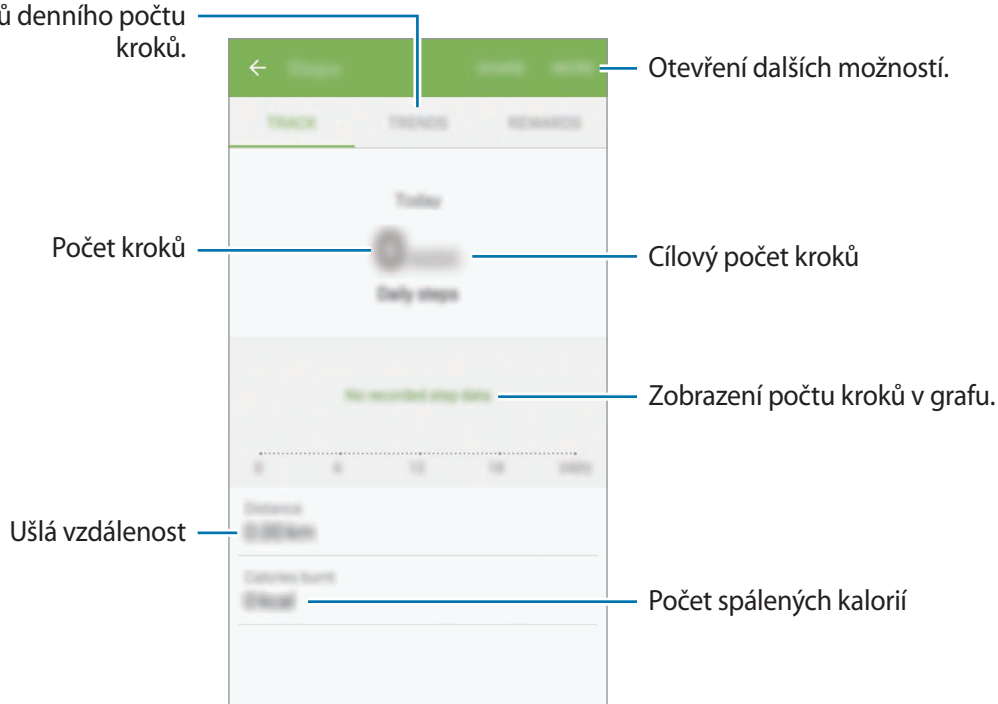 denního počtu
kroků.
Otevření dalších možností.
TRACK
TRENDS
REWARDS
Today
Počet kroků
0
Cílový počet kroků
Daily steps
No recorded step data
Zobrazení počtu kroků v grafu.
0 6 12 18
Distance
Ušlá vzdálenost
0.00 km
Calories burnt
0 kcal
Počet spálených kalorií